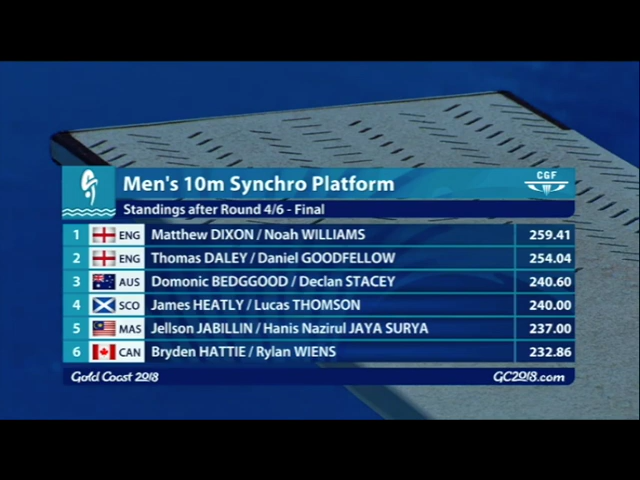 Men's 10m Synchro Platform
CGF
Standings after Round 4/6 - Final
1 ENG Matthew DIXON / Noah WILLIAMS 259.41
2 ENG Thomas DALEY / Daniel GOODFELLOW 254.04
3 AUS Domonic BEDGGOOD / Declan STACEY 240.60
4 SCO James HEATLY / Lucas THOMSON 240.00
5 MAS Jellson JABILLIN / Hanis Nazirul JAYA SURYA 237.00
6 CAN Bryden HATTIE / Rylan WIENS 232.86
Gold Coast 2018 GC2018.com